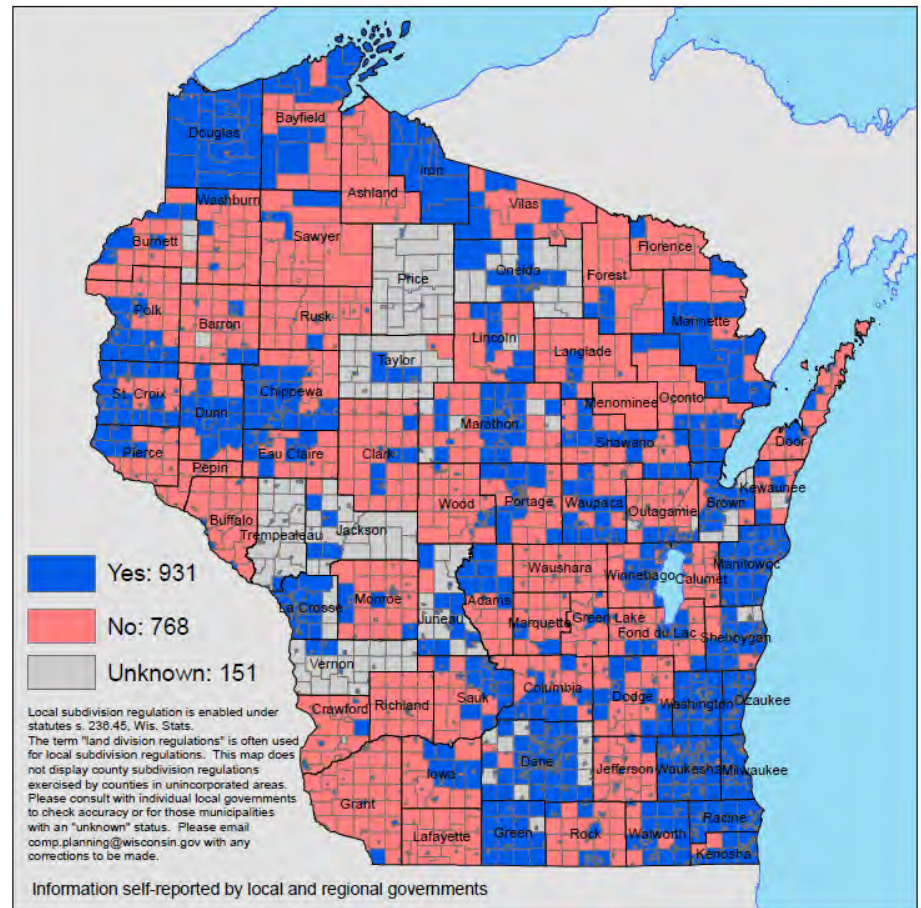 Douglas
Bayfield
Iron
Ashland
Washburn
Vilas
Burnett
Sawyer
Florence
Price
Oneida
Forest
Polk
Barron
Rusk
Marinette
Lincoln
Langlade
Taylor
St. Croix
Chippewa
Menominee
Oconto
Dunn
Marathon
Shawano
Door
Pierce
Eau Claire
Clark
Pepin
Kewaunee
Wood
Portage
Waupaca
Outagamie
Brown
Buffalo
Trempealeau
Jackson
Waushara
Winnebago
Calumet
Manitowoc
La Crosse
Monroe
Juneau
Adams
Marquette
Green Lake
Fond du Lac
Sheboygan
Vernon
Sauk
Columbia
Dodge
Washington
Ozaukee
Crawford
Richland
Iowa
Dane
Jefferson
Waukesha
Milwaukee
Grant
Lafayette
Green
Rock
Walworth
Racine
Kenosha
Yes: 931
No: 768
Unknown: 151
Local subdivision regulation is enabled under
statutes s. 236.45, Wis. Stats.
The term "land division regulations" is often used
for local subdivision regulations. This map does
not display county subdivision regulations
exercised by counties in unincorporated areas.
Please consult with individual local governments
to check accuracy or for those municipalities
with an "unknown" status. Please email
comp.planning@wisconsin.gov with any
corrections to be made.
Information self-reported by local and regional governments